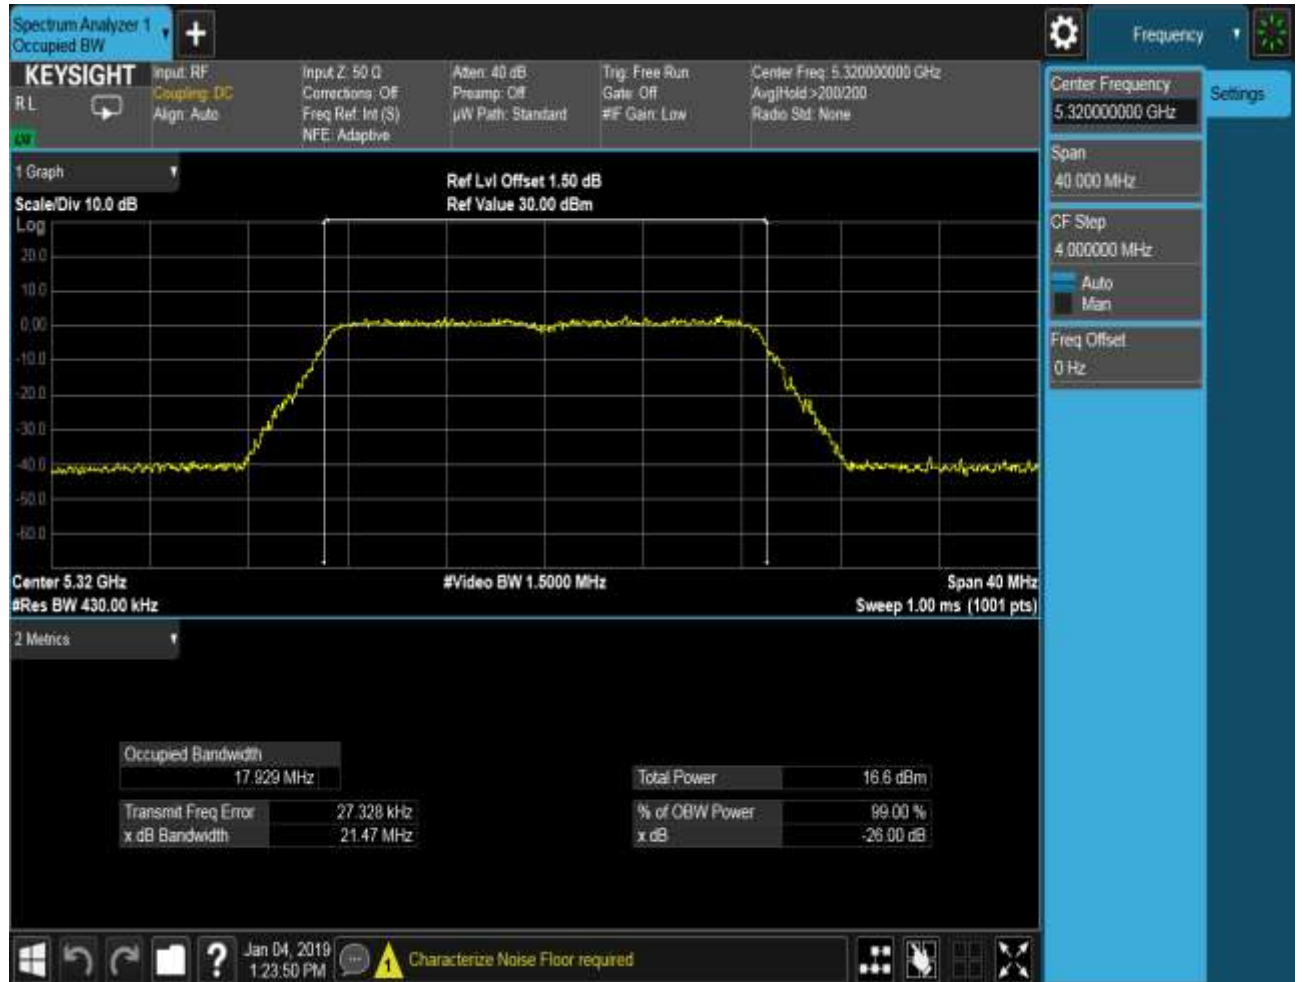 Spectrum Analyzer 1
Occupied BW
+
Frequency
KEYSIGHT
RL
LXI
Input: RF
Coupling: DC
Align: Auto
Input Z: 50 Ω
Corrections: Off
Freq Ref: Int (S)
NFE: Adaptive
Atten: 40 dB
Preamp: Off
µW Path: Standard
Trig: Free Run
Gate: Off
#IF Gain: Low
Center Freq: 5.320000000 GHz
Avg|Hold:>200/200
Radio Std: None
Center Frequency
5.320000000 GHz
Settings
Span
40.000 MHz
CF Step
4.000000 MHz
Auto
Man
Freq Offset
0 Hz
1 Graph
Scale/Div 10.0 dB
Ref Lvl Offset 1.50 dB
Ref Value 30.00 dBm
Log
20.0
10.0
0.00
-10.0
-20.0
-30.0
-40.0
-50.0
-60.0
Center 5.32 GHz
#Video BW 1.5000 MHz
Span 40 MHz
#Res BW 430.00 kHz
Sweep 1.00 ms (1001 pts)
2 Metrics
Occupied Bandwidth
17.929 MHz
Total Power 16.6 dBm
Transmit Freq Error 27.328 kHz
% of OBW Power 99.00 %
x dB Bandwidth 21.47 MHz
x dB -26.00 dB
?
Jan 04, 2019
1:23:50 PM
1
Characterize Noise Floor required